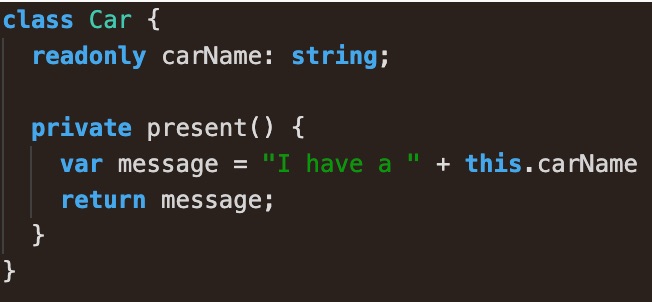 class Car {
  readonly carName: string;

  private present() {
    var message = "I have a " + this.carName
    return message;
  }
}